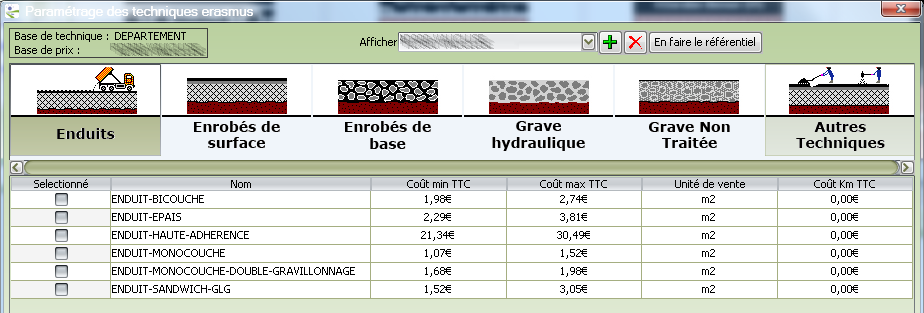 Paramétrage des techniques erasmus
Base de technique : DEPARTEMENT
Base de prix :
Afficher
En faire le référentiel
Enduits
Enrobés de surface
Enrobés de base
Grave hydraulique
Grave Non Traitée
Autres Techniques
Selectionné Nom Coût min TTC Coût max TTC Unité de vente Coût Km TTC
ENDUIT-BICOUCHE 1,98€ 2,74€ m2 0,00€
ENDUIT-EPAIS 2,29€ 3,81€ m2 0,00€
ENDUIT-HAUTE-ADHERENCE 21,34€ 30,49€ m2 0,00€
ENDUIT-MONOCOUCHE 1,07€ 1,52€ m2 0,00€
ENDUIT-MONOCOUCHE-DOUBLE-GRAVILLONNAGE 1,68€ 1,98€ m2 0,00€
ENDUIT-SANDWICH-GLG 1,52€ 3,05€ m2 0,00€